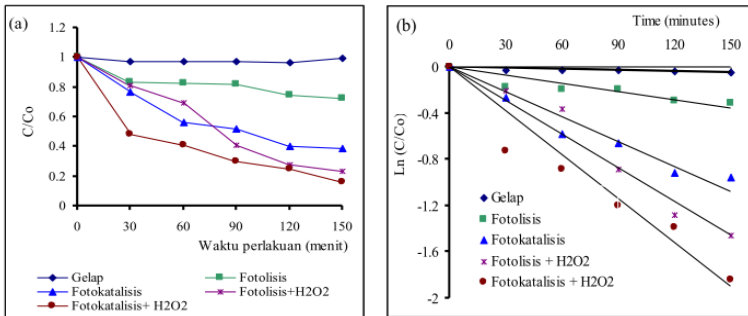 (a)
1.2
1
0.8
0.6
0.4
0.2
0
C/Co
0 30 60 90 120 150
Waktu perlakuan (menit)
Gelap Fotolisis
Fotokatalisis Fotolisis+H2O2
Fotokatalisis+ H2O2
(b)
Time (minutes)
0 30 60 90 120 150
-0
-0.4
-0.8
-1.2
-1.6
-2
Ln (C/Co)
Gelap
Fotolisis
Fotokatalisis
Fotolisis + H2O2
Fotokatalisis + H2O2